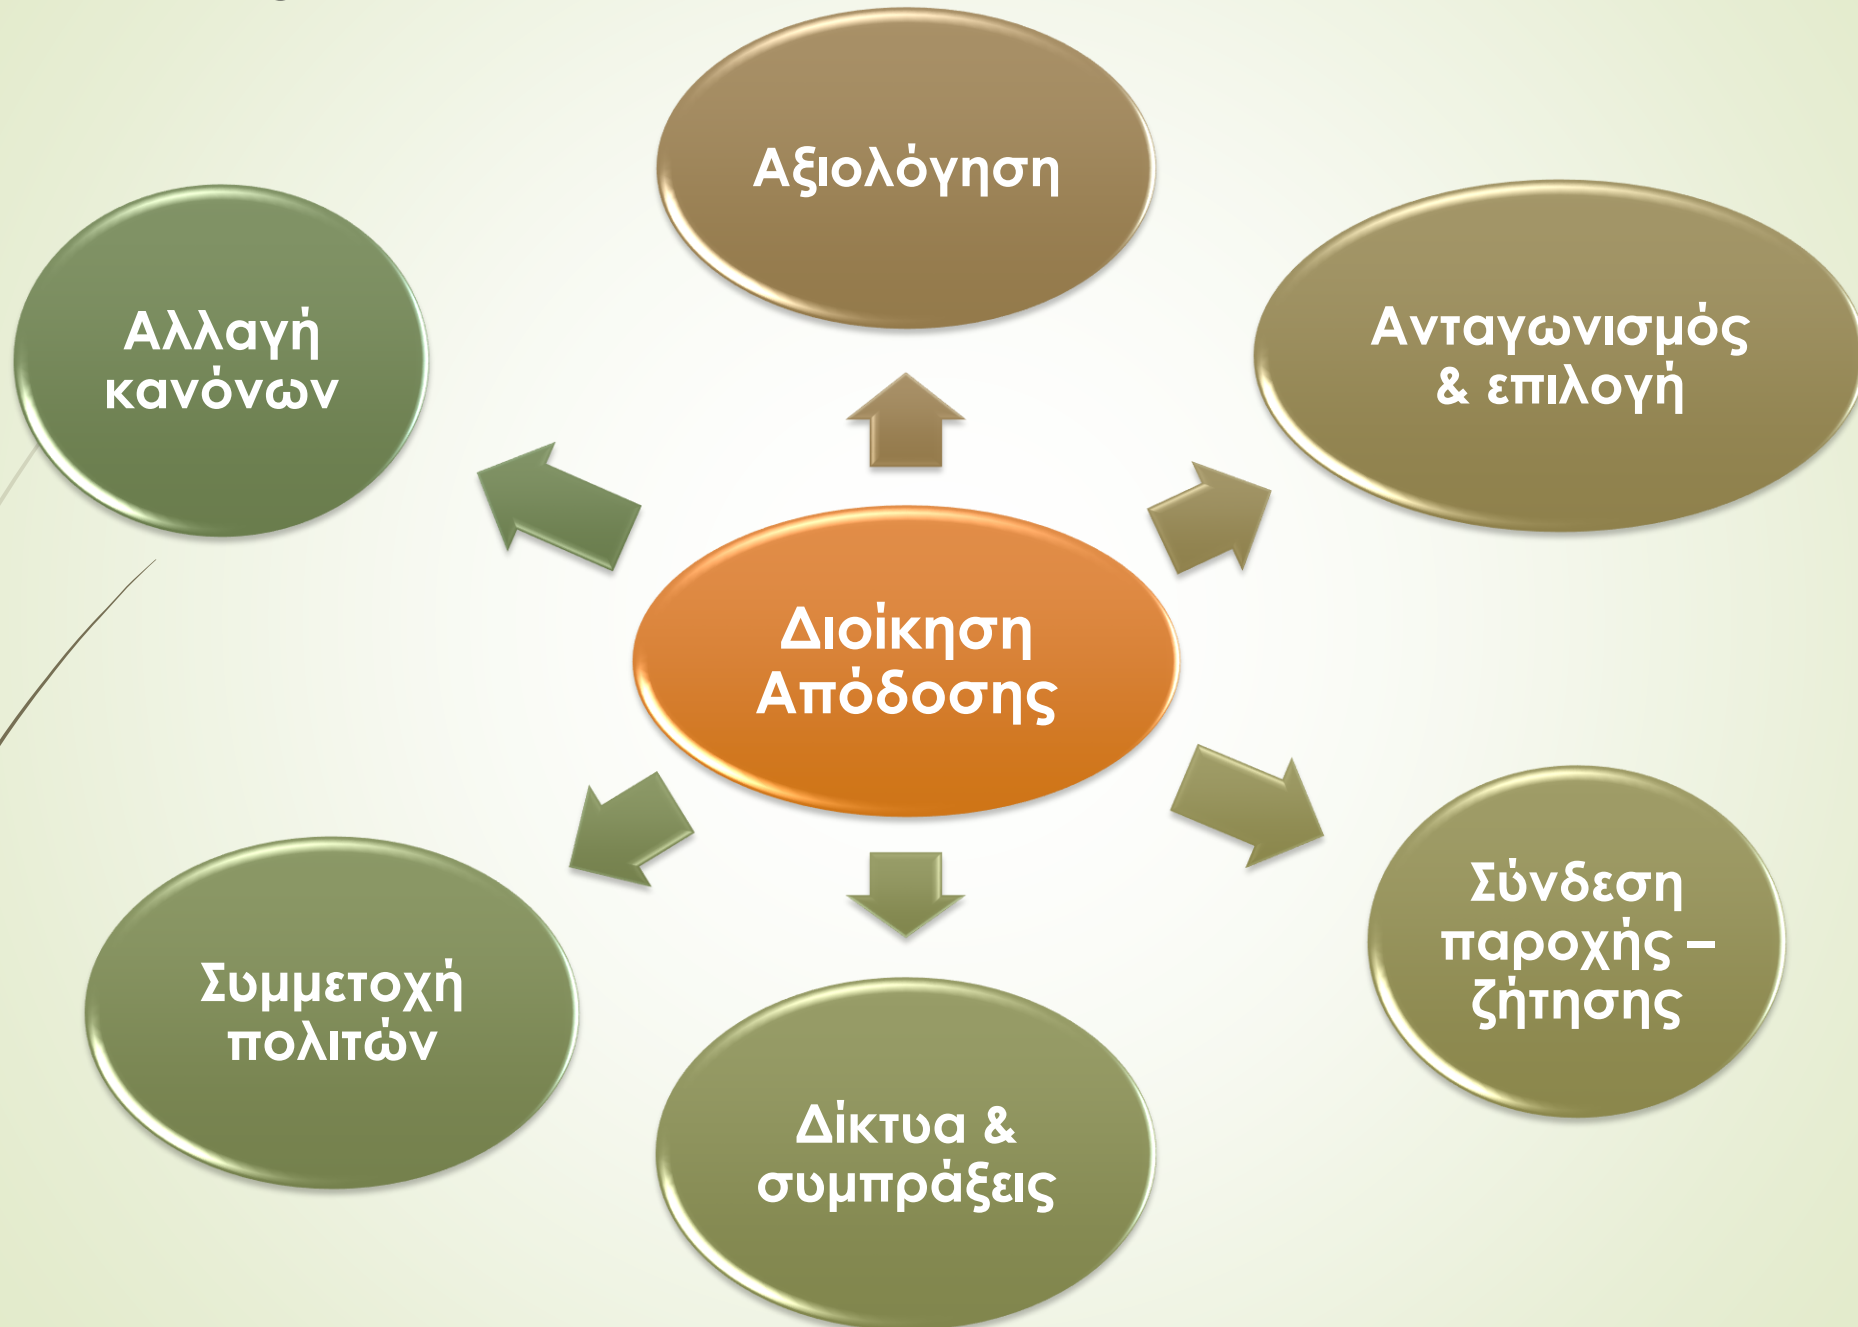 Αξιολόγηση
Ανταγωνισμός
& επιλογή
Σύνδεση
παροχής –
ζήτησης
Δίκτυα &
συμπράξεις
Συμμετοχή
πολιτών
Αλλαγή
κανόνων
Διοίκηση
Απόδοσης